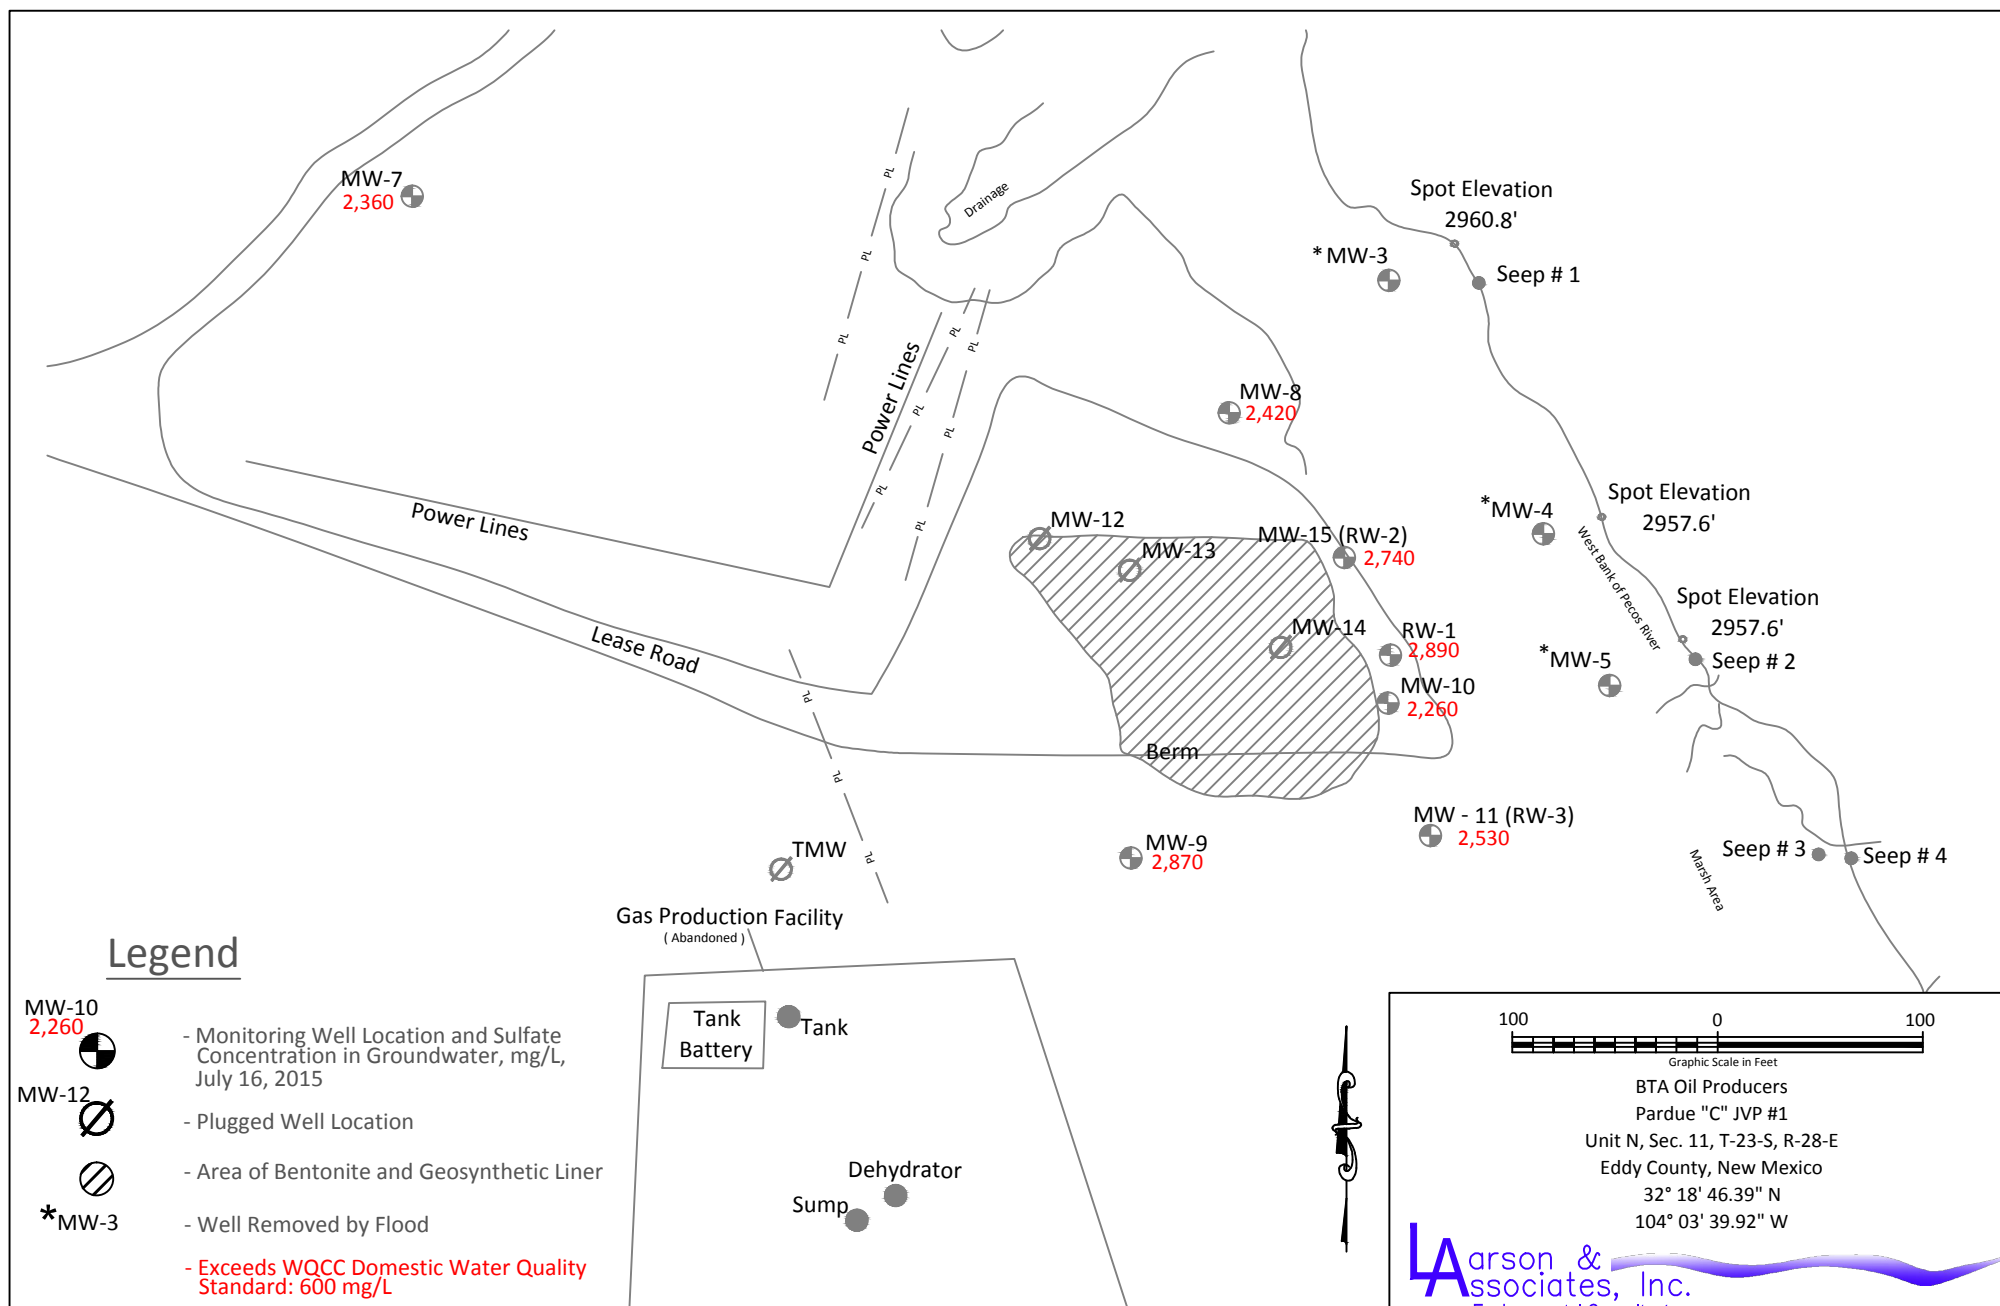 MW-7
2,360
PL
PL
PL
Drainage
Spot Elevation
2960.8'
*MW-3
Seep # 1
PL
PL
PL
Power Lines
PL
PL
PL
PL
MW-8
2,420
Power Lines
Lease Road
MW-12
MW-13
MW-14
MW-15 (RW-2)
2,740
*MW-4
Spot Elevation
2957.6'
West Bank of Pecos River
Spot Elevation
2957.6'
RW-1
2,890
*MW-5
Seep # 2
MW-10
2,260
Berm
PL
PL
PL
MW - 11 (RW-3)
2,530
MW-9
2,870
TMW
Seep # 3
Seep # 4
Marsh Area
Gas Production Facility
( Abandoned )
Tank
Battery
Tank
Dehydrator
Sump
Legend
MW-10
2,260
- Monitoring Well Location and Sulfate
Concentration in Groundwater, mg/L,
July 16, 2015
MW-12
- Plugged Well Location
- Area of Bentonite and Geosynthetic Liner
*MW-3
- Well Removed by Flood
- Exceeds WQCC Domestic Water Quality
Standard: 600 mg/L
100 0 100
Graphic Scale in Feet
BTA Oil Producers
Pardue "C" JVP #1
Unit N, Sec. 11, T-23-S, R-28-E
Eddy County, New Mexico
32° 18' 46.39" N
104° 03' 39.92" W
Larson &
Associates, Inc.